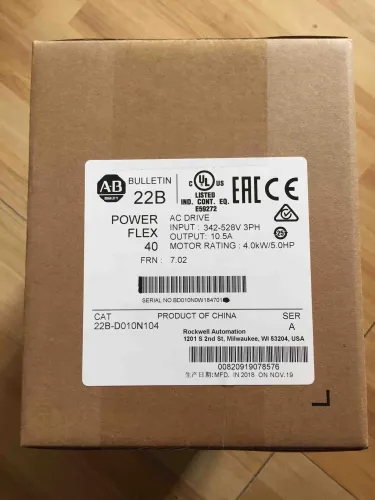 A-B
BULLETIN
22B
POWER
FLEX
40
FRN : 7.02
C UL US
LISTED
IND. CONT. EQ.
E59272
EAC CE
AC DRIVE
INPUT : 342-528V 3PH
OUTPUT: 10.5A
MOTOR RATING : 4.0kW/5.0HP
CAT
22B-D010N104
PRODUCT OF CHINA
SER
A
Rockwell Automation
1201 S 2nd St, Milwaukee, WI 53204, USA
00820919078576
生产日期:MFD. IN 2018 ON NOV.19